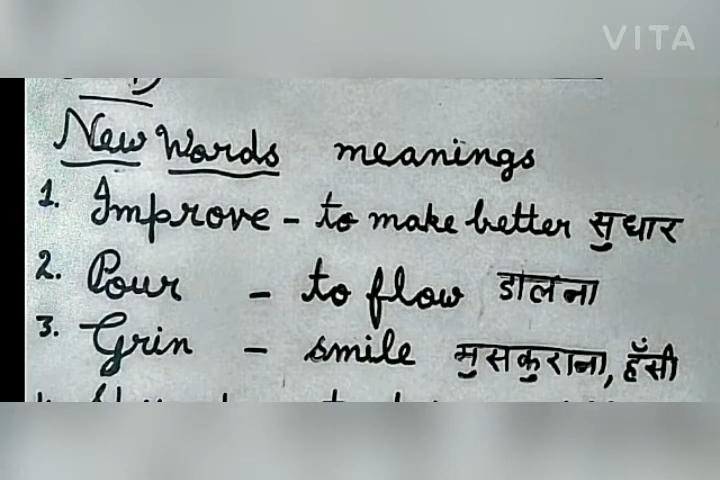 VITA
New Words meanings
1. Improve - to make better सुधार
2. Pour - to flow डालना
3. Grin - smile मुसकुराना, हँसी